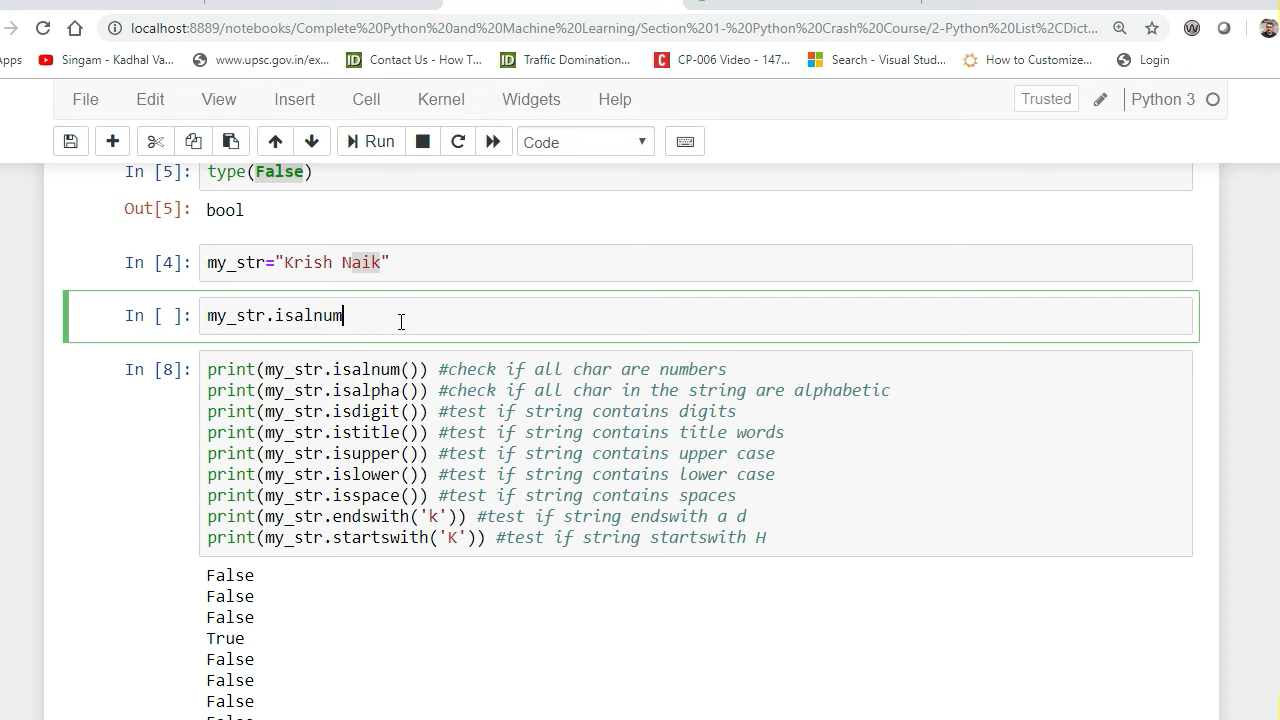 localhost:8889/notebooks/Complete%20Python%20and%20Machine%20Learning/Section%201-%20Python%20Crash%20Course/2-Python%20List%2CDict...
Apps Singam - Kadhal Va... www.upsc.gov.in/ex... Contact Us - How T... Traffic Domination... CP-006 Video - 147... Search - Visual Stud... How to Customize... Login
File Edit View Insert Cell Kernel Widgets Help Trusted Python 3
Run Code
In [5]: type(False)
Out[5]: bool
In [4]: my_str="Krish Naik"
In [ ]: my_str.isalnum
In [8]: print(my_str.isalnum()) #check if all char are numbers
print(my_str.isalpha()) #check if all char in the string are alphabetic
print(my_str.isdigit()) #test if string contains digits
print(my_str.istitle()) #test if string contains title words
print(my_str.isupper()) #test if string contains upper case
print(my_str.islower()) #test if string contains lower case
print(my_str.isspace()) #test if string contains spaces
print(my_str.endswith('k')) #test if string endswith a d
print(my_str.startswith('K')) #test if string startswith H
False
False
False
True
False
False
False